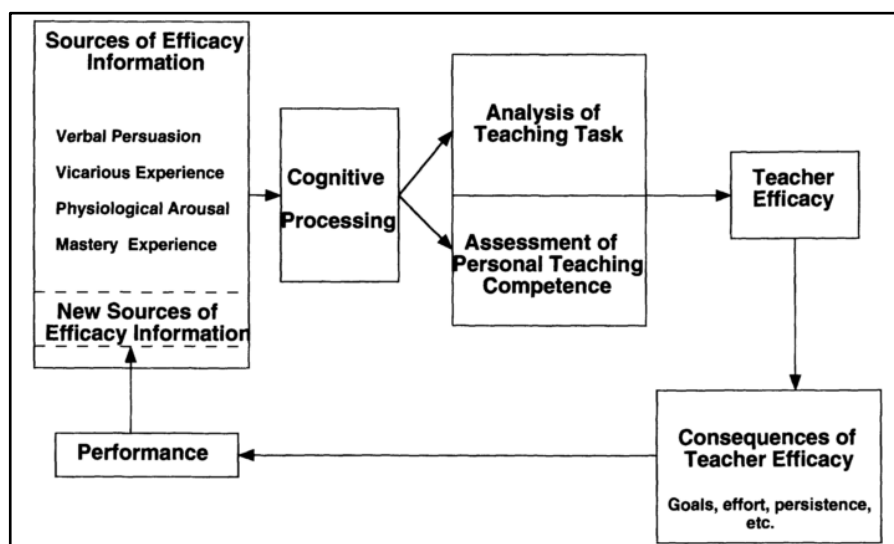 Sources of Efficacy
Information
Verbal Persuasion
Vicarious Experience
Physiological Arousal
Mastery Experience
New Sources of
Efficacy Information
Cognitive
Processing
Analysis of
Teaching Task
Assessment of
Personal Teaching
Competence
Teacher
Efficacy
Consequences of
Teacher Efficacy
Goals, effort, persistence,
etc.
Performance